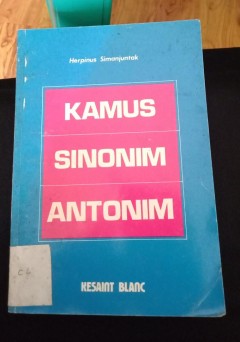 Herpinus Simanjuntak
KAMUS
SINONIM
ANTONIM
KESAINT BLANC